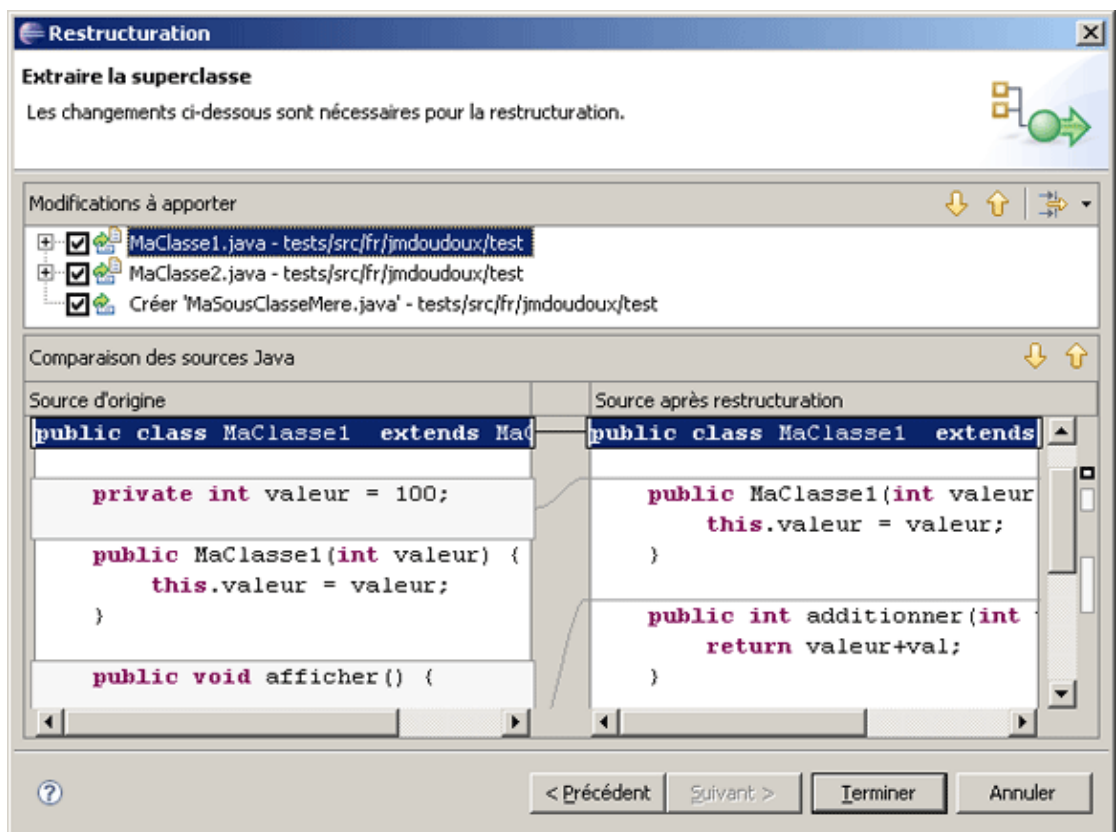 Restructuration
Extraire la superclasse
Les changements ci-dessous sont nécessaires pour la restructuration.
Modifications à apporter
MaClasse1.java - tests/src/fr/jmdoudoux/test
MaClasse2.java - tests/src/fr/jmdoudoux/test
Créer 'MaSousClasseMere.java' - tests/src/fr/jmdoudoux/test
Comparaison des sources Java
Source d'origine
public class MaClasse1  extends Ma
private int valeur = 100;
public MaClasse1(int valeur) {
this.valeur = valeur;
}
public void afficher() {
Source après restructuration
public class MaClasse1  extends
public MaClasse1(int valeur
this.valeur = valeur;
}
public int additionner(int
return valeur+val;
}
< Précédent
Suivant >
Terminer
Annuler